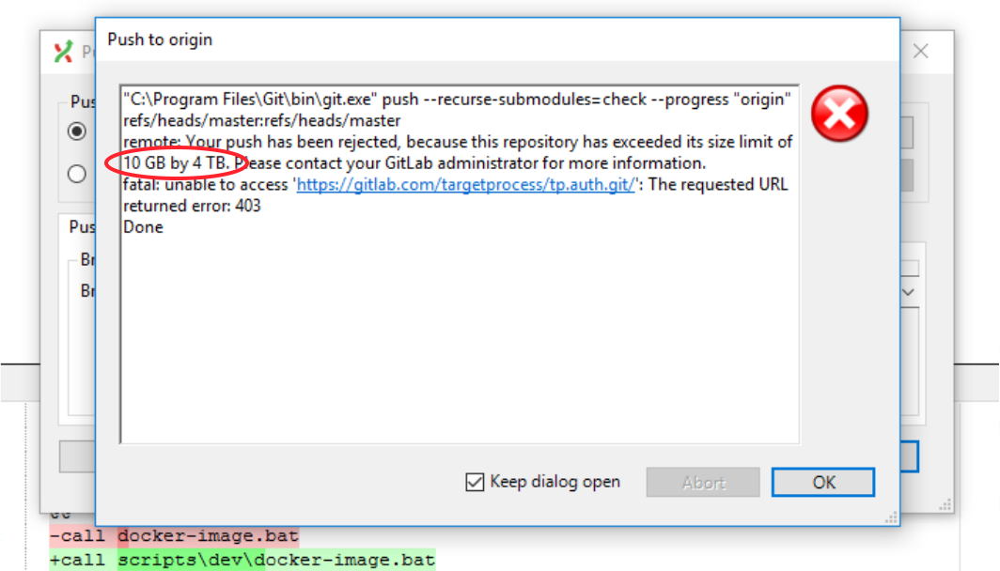 Push to origin
P
Pus
"C:\Program Files\Git\bin\git.exe" push --recurse-submodules=check --progress "origin"
refs/heads/master:refs/heads/master
remote: Your push has been rejected, because this repository has exceeded its size limit of
10 GB by 4 TB. Please contact your GitLab administrator for more information.
fatal: unable to access 'https://gitlab.com/targetprocess/tp.auth.git/': The requested URL
returned error: 403
Done
Pus
Br
Br
Keep dialog open
Abort
OK
-call docker-image.bat
+call scripts\dev\docker-image.bat